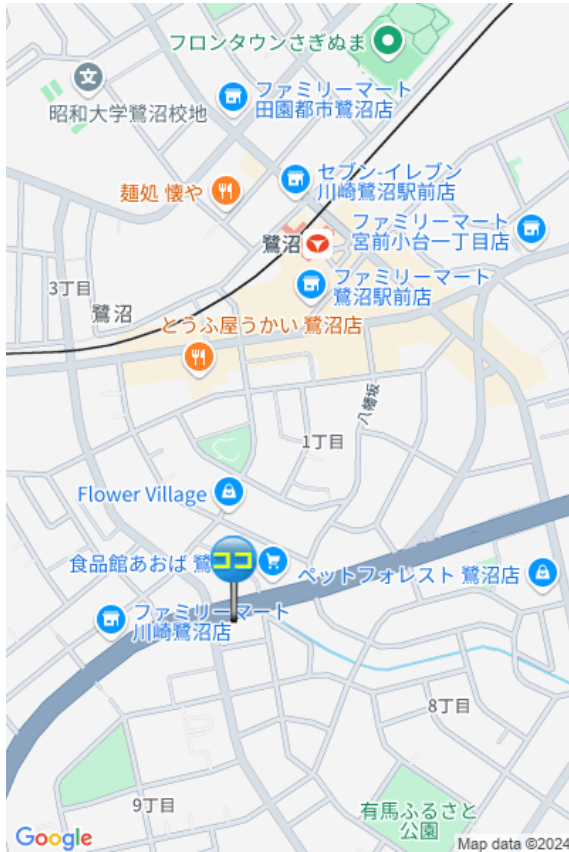 フロンタウンさぎぬま
昭和大学鷺沼校地
ファミリーマート
田園都市鷺沼店
セブン-イレブン
川崎鷺沼駅前店
麺処 懐や
鷺沼
ファミリーマート
宮前小台一丁目店
ファミリーマート
鷺沼駅前店
3丁目
鷺沼
とうふ屋うかい 鷺沼店
八幡坂
1丁目
Flower Village
食品館あおば 鷺
ココ
ペットフォレスト 鷺沼店
ファミリーマート
川崎鷺沼店
8丁目
9丁目
有馬ふるさと
公園
Google
Map data ©2024